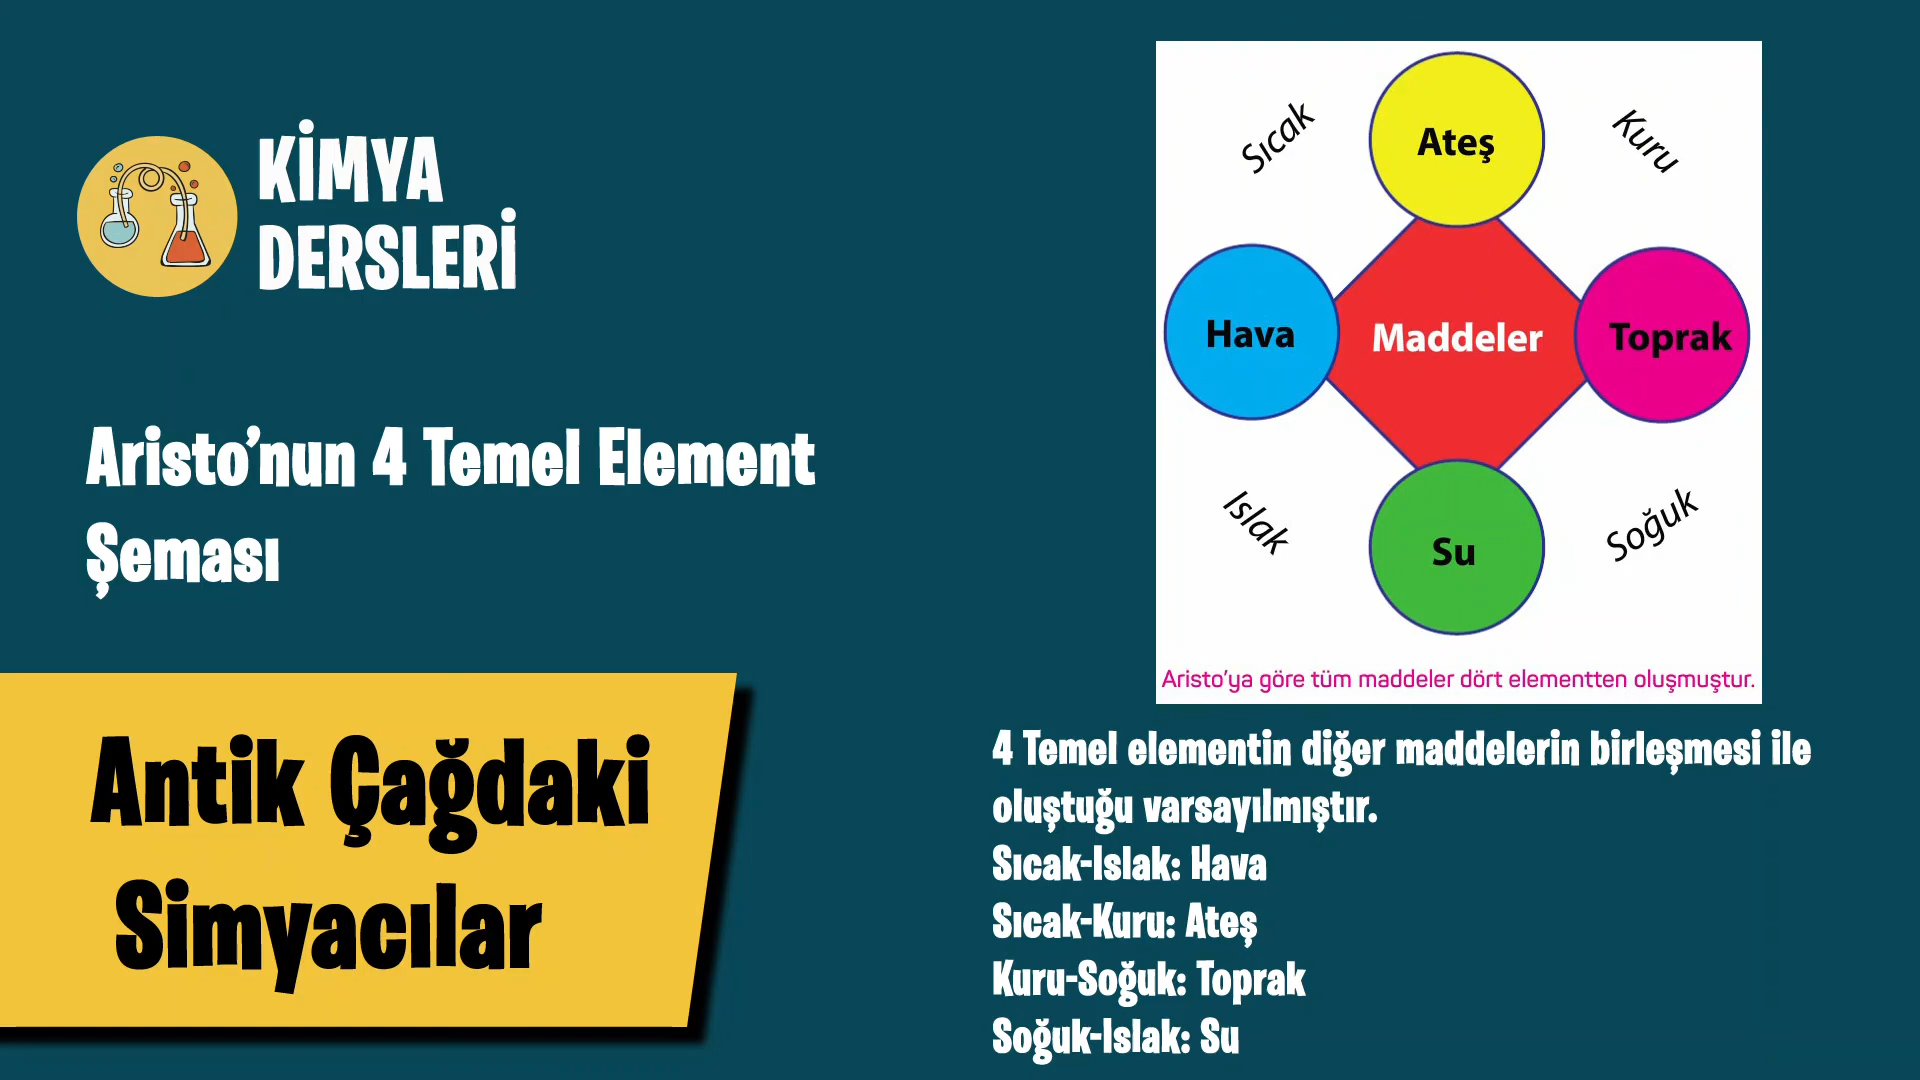 KİMYA
DERSLERİ
Aristo’nun 4 Temel Element
Şeması
Antik Çağdaki
Simyacılar
Sıcak
Ateş
Kuru
Hava
Maddeler
Toprak
Islak
Su
Soğuk
Aristo’ya göre tüm maddeler dört elementten oluşmuştur.
4 Temel elementin diğer maddelerin birleşmesi ile
oluştuğu varsayılmıştır.
Sıcak-Islak: Hava
Sıcak-Kuru: Ateş
Kuru-Soğuk: Toprak
Soğuk-Islak: Su